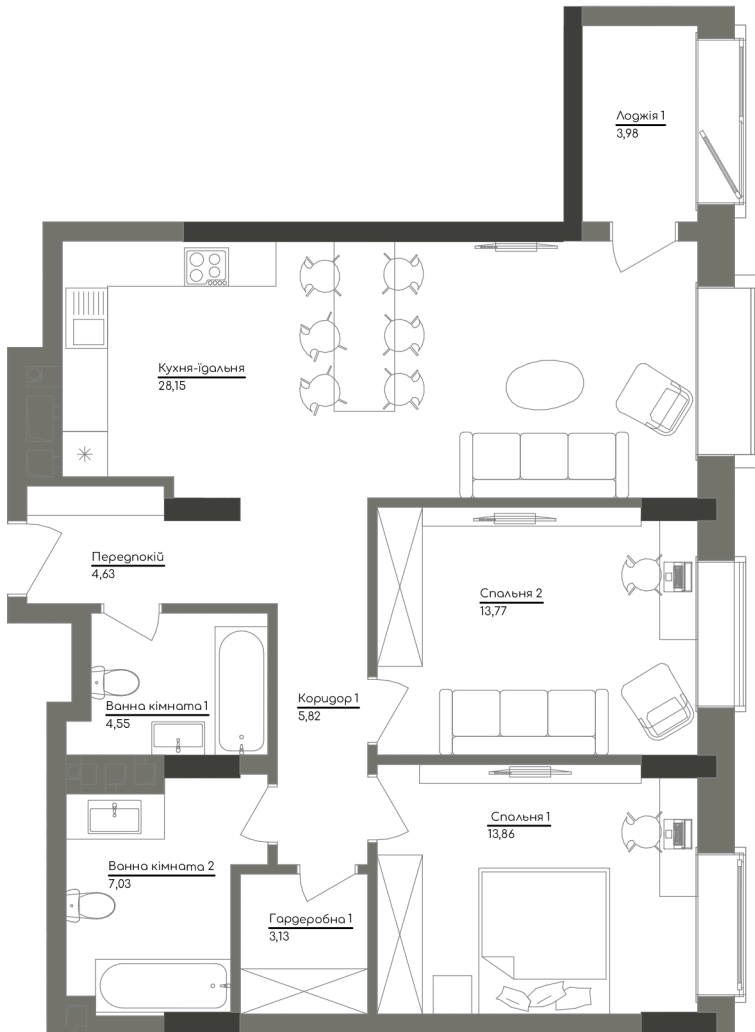 Лоджія 1
3,98
Кухня-їдальня
28,15
Передпокій
4,63
Спальня 2
13,77
Ванна кімната 1
4,55
Коридор 1
5,82
Спальня 1
13,86
Ванна кімната 2
7,03
Гардеробна 1
3,13